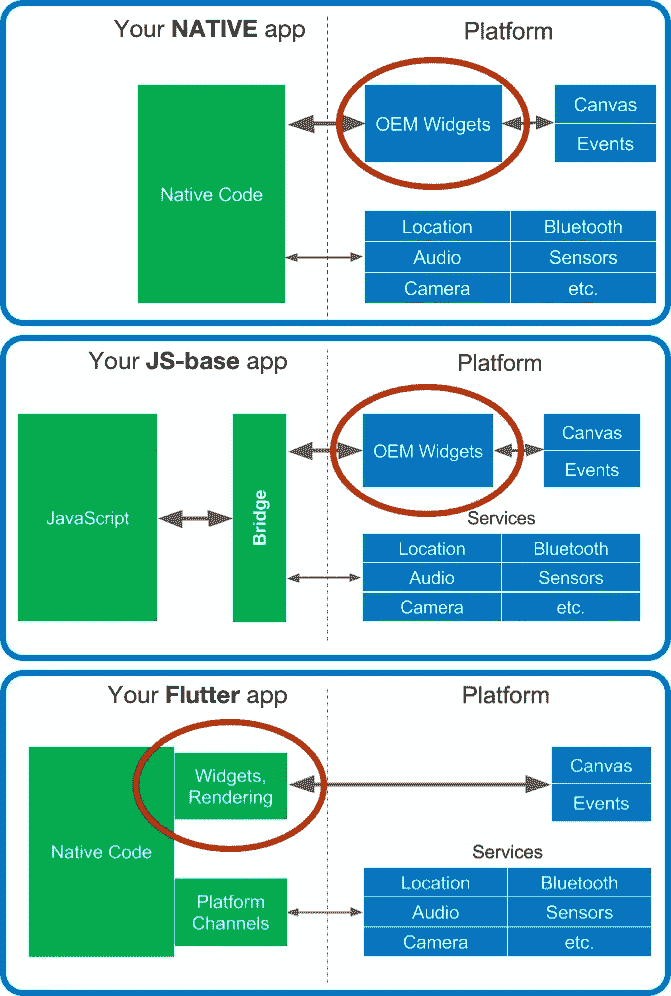 Your NATIVE app
Platform
Native Code
OEM Widgets
Canvas
Events
Location
Bluetooth
Audio
Sensors
Camera
etc.
Your JS-base app
Platform
JavaScript
Bridge
OEM Widgets
Canvas
Events
Services
Location
Bluetooth
Audio
Sensors
Camera
etc.
Your Flutter app
Platform
Native Code
Widgets,
Rendering
Canvas
Events
Platform
Channels
Services
Location
Bluetooth
Audio
Sensors
Camera
etc.